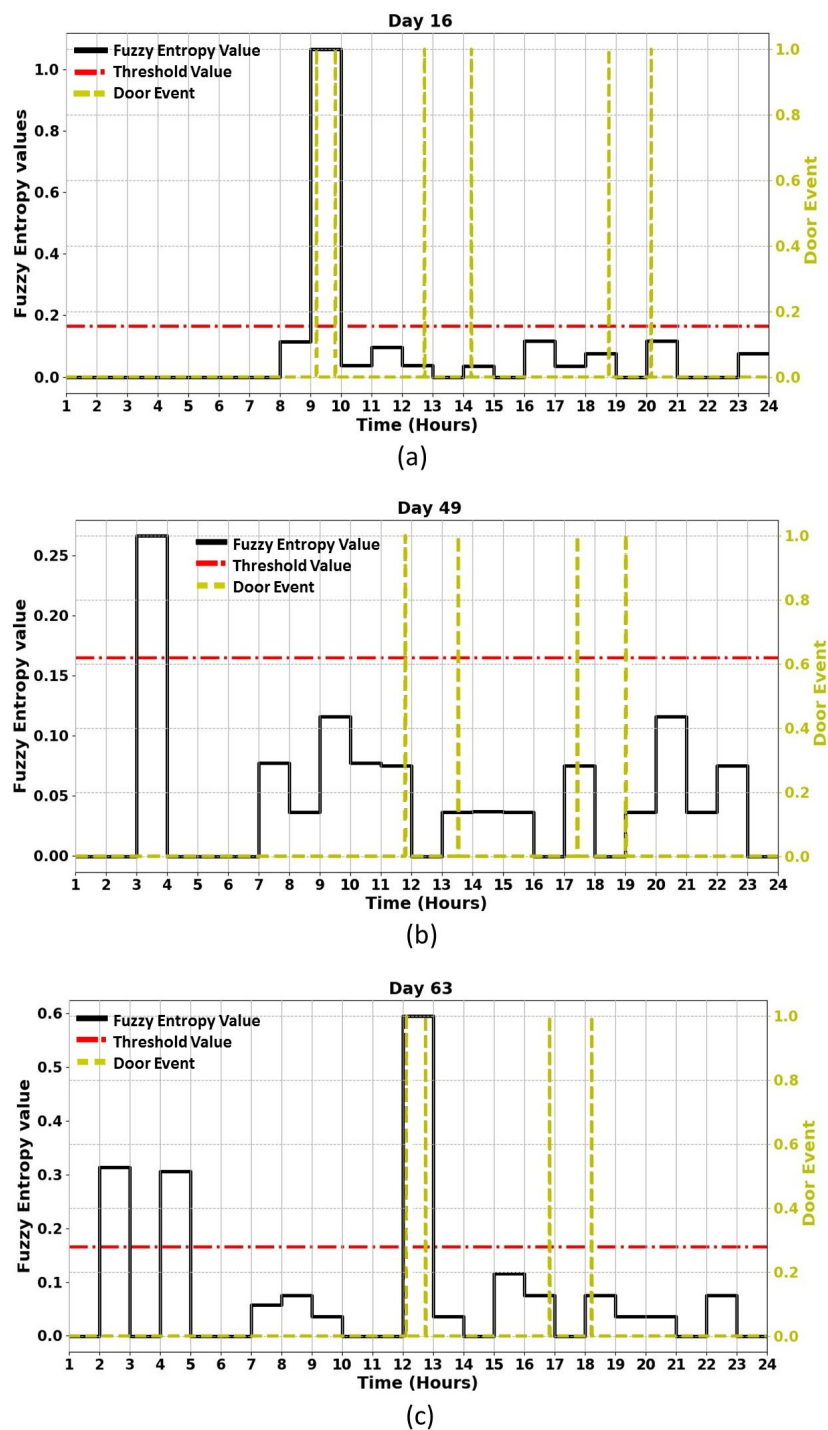 Day 16
Fuzzy Entropy Value
Threshold Value
Door Event
Fuzzy Entropy values
1.0
0.8
0.6
0.4
0.2
0.0
1.0
0.8
0.6
0.4
0.2
0.0
Door Event
1 2 3 4 5 6 7 8 9 10 11 12 13 14 15 16 17 18 19 20 21 22 23 24
Time (Hours)
(a)
Day 49
Fuzzy Entropy Value
Threshold Value
Door Event
Fuzzy Entropy value
0.25
0.20
0.15
0.10
0.05
0.00
1.0
0.8
0.6
0.4
0.2
0.0
Door Event
1 2 3 4 5 6 7 8 9 10 11 12 13 14 15 16 17 18 19 20 21 22 23 24
Time (Hours)
(b)
Day 63
Fuzzy Entropy Value
Threshold Value
Door Event
Fuzzy Entropy value
0.6
0.5
0.4
0.3
0.2
0.1
0.0
1.0
0.8
0.6
0.4
0.2
0.0
Door Event
1 2 3 4 5 6 7 8 9 10 11 12 13 14 15 16 17 18 19 20 21 22 23 24
Time (Hours)
(c)